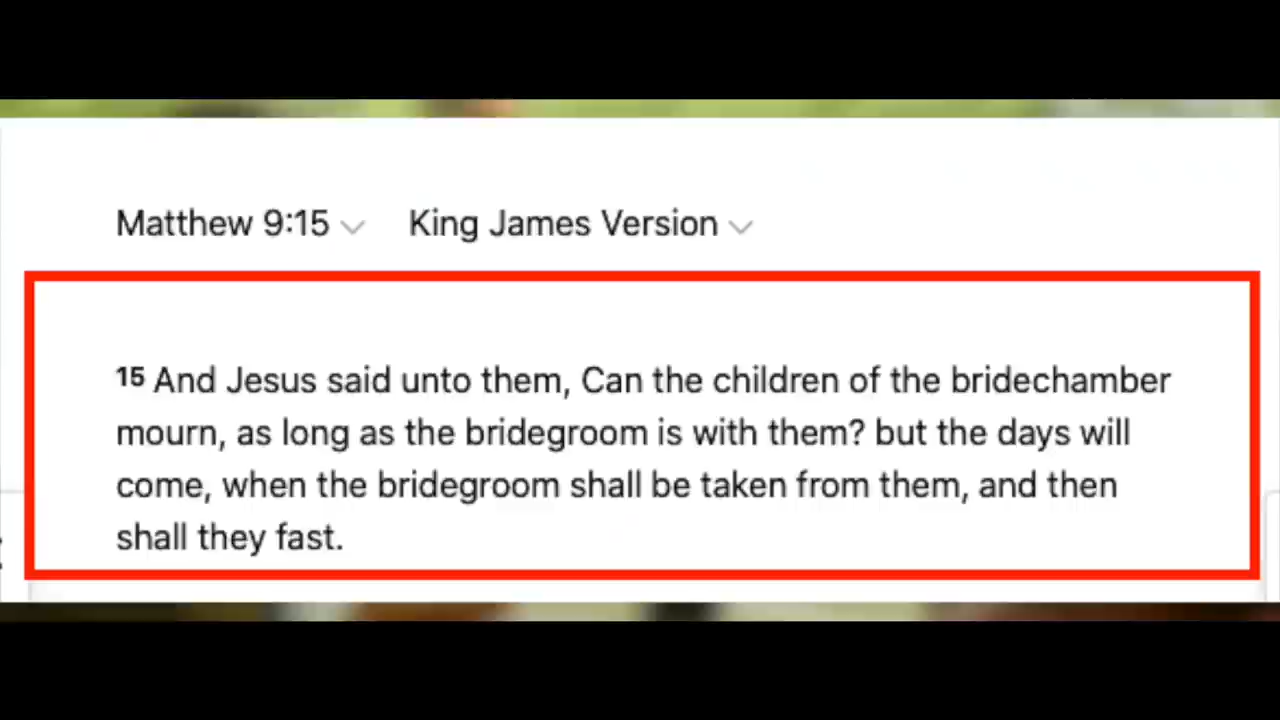 Matthew 9:15 King James Version
15 And Jesus said unto them, Can the children of the bridechamber
mourn, as long as the bridegroom is with them? but the days will
come, when the bridegroom shall be taken from them, and then
shall they fast.